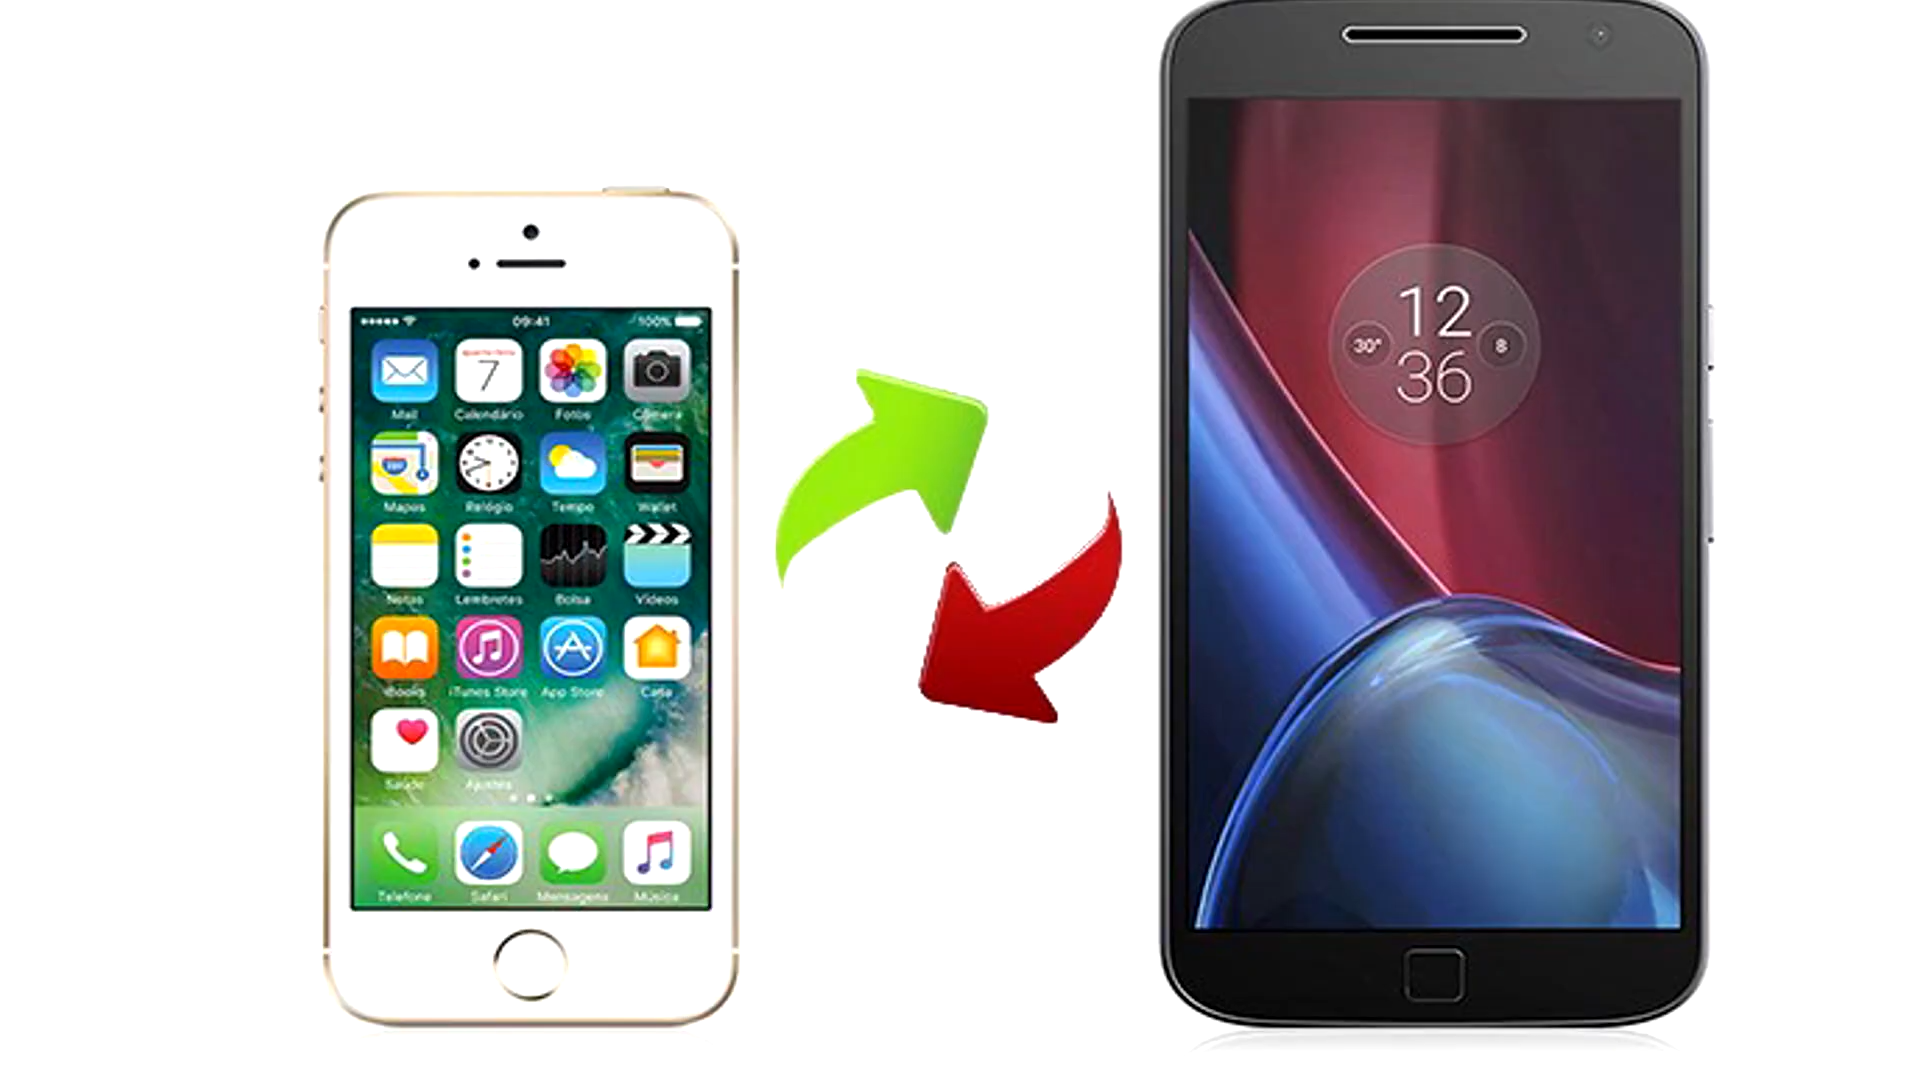 09:41 100%
7
Mail Calendário Fotos Câmera
280
Mapas Relógio Tempo Wallet
Notas Lembretes Bolsa Vídeos
iBooks iTunes Store App Store Casa
Saúde Ajustes
Telefone Safari Mensagens Música
12
30° 8
36